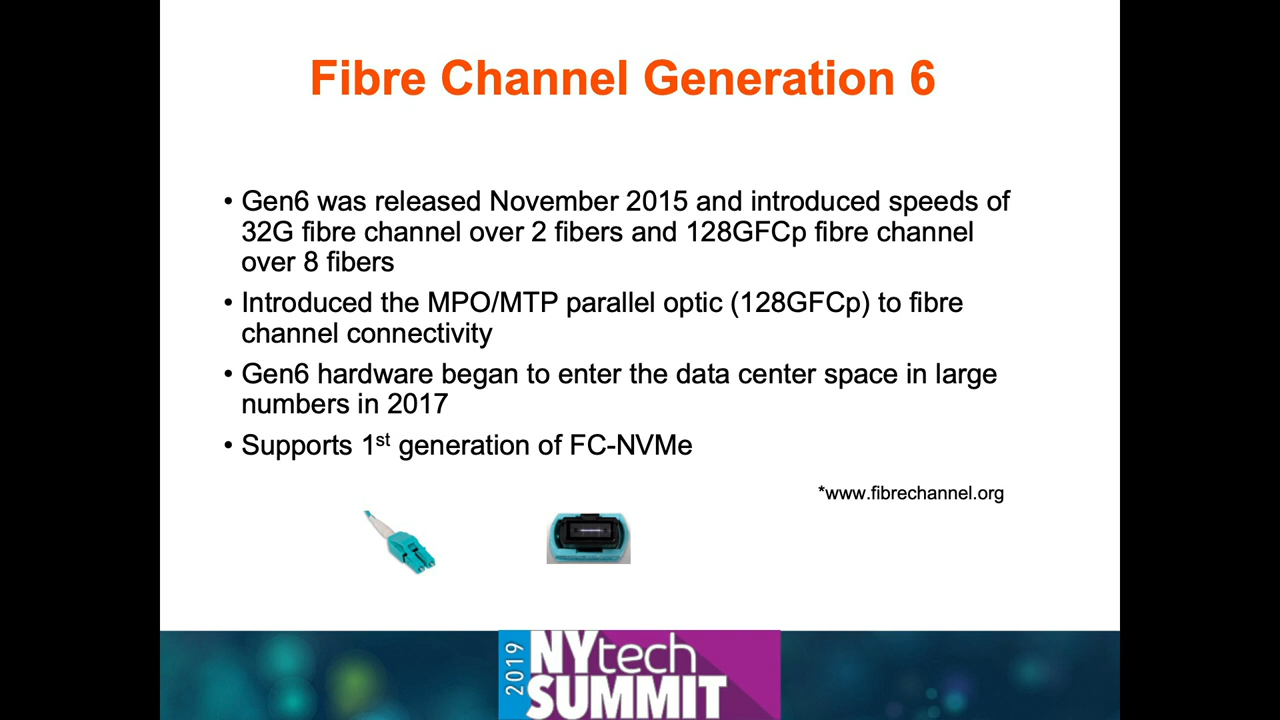 Fibre Channel Generation 6
• Gen6 was released November 2015 and introduced speeds of
32G fibre channel over 2 fibers and 128GFCp fibre channel
over 8 fibers
• Introduced the MPO/MTP parallel optic (128GFCp) to fibre
channel connectivity
• Gen6 hardware began to enter the data center space in large
numbers in 2017
• Supports 1st generation of FC-NVMe
*www.fibrechannel.org
2019
NYtech
SUMMIT